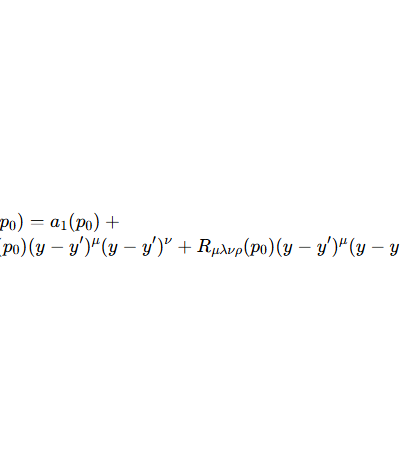 p₀) = a₁(p₀) +
(p₀)(y − y′)^μ(y − y′)^ν + R_{μλνρ}(p₀)(y − y′)^μ(y − y